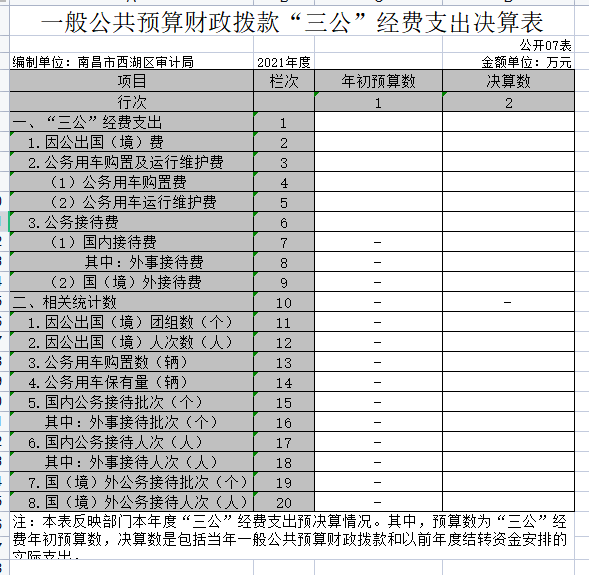 一般公共预算财政拨款“三公”经费支出决算表
公开07表
编制单位：南昌市西湖区审计局 2021年度 金额单位：万元
项目 栏次 年初预算数 决算数
行次 1 2
一、“三公”经费支出 1
1.因公出国（境）费 2
2.公务用车购置及运行维护费 3
（1）公务用车购置费 4
（2）公务用车运行维护费 5
3.公务接待费 6
（1）国内接待费 7 –
其中：外事接待费 8 –
（2）国（境）外接待费 9 –
二、相关统计数 10 – –
1.因公出国（境）团组数（个） 11 –
2.因公出国（境）人次数（人） 12 –
3.公务用车购置数（辆） 13 –
4.公务用车保有量（辆） 14 –
5.国内公务接待批次（个） 15 –
其中：外事接待批次（个） 16 –
6.国内公务接待人次（人） 17 –
其中：外事接待人次（人） 18 –
7.国（境）外公务接待批次（个） 19 –
8.国（境）外公务接待人次（人） 20 –
注：本表反映部门本年度“三公”经费支出预决算情况。其中，预算数为“三公”经
费年初预算数，决算数是包括当年一般公共预算财政拨款和以前年度结转资金安排的
实际支出。